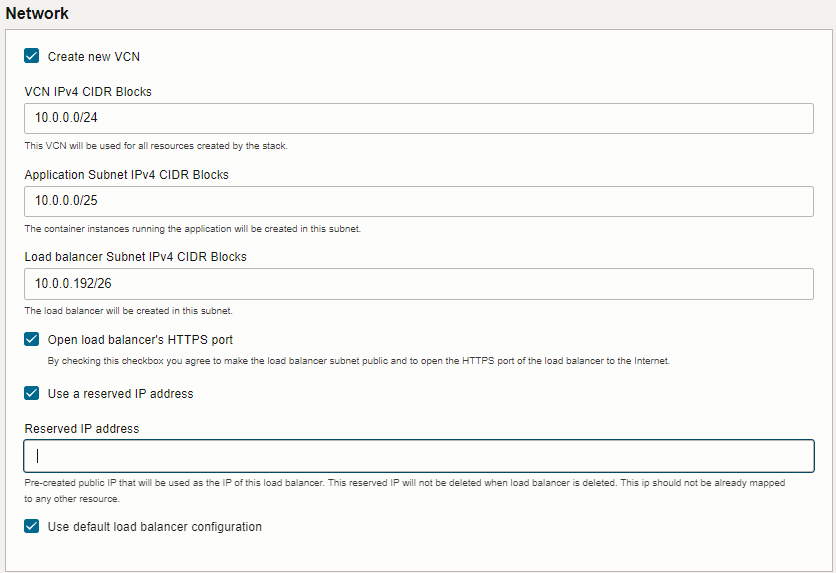 Network
Create new VCN
VCN IPv4 CIDR Blocks
10.0.0.0/24
This VCN will be used for all resources created by the stack.
Application Subnet IPv4 CIDR Blocks
10.0.0.0/25
The container instances running the application will be created in this subnet.
Load balancer Subnet IPv4 CIDR Blocks
10.0.0.192/26
The load balancer will be created in this subnet.
Open load balancer's HTTPS port
By checking this checkbox you agree to make the load balancer subnet public and to open the HTTPS port of the load balancer to the Internet.
Use a reserved IP address
Reserved IP address
Pre-created public IP that will be used as the IP of this load balancer. This reserved IP will not be deleted when load balancer is deleted. This ip should not be already mapped
to any other resource.
Use default load balancer configuration